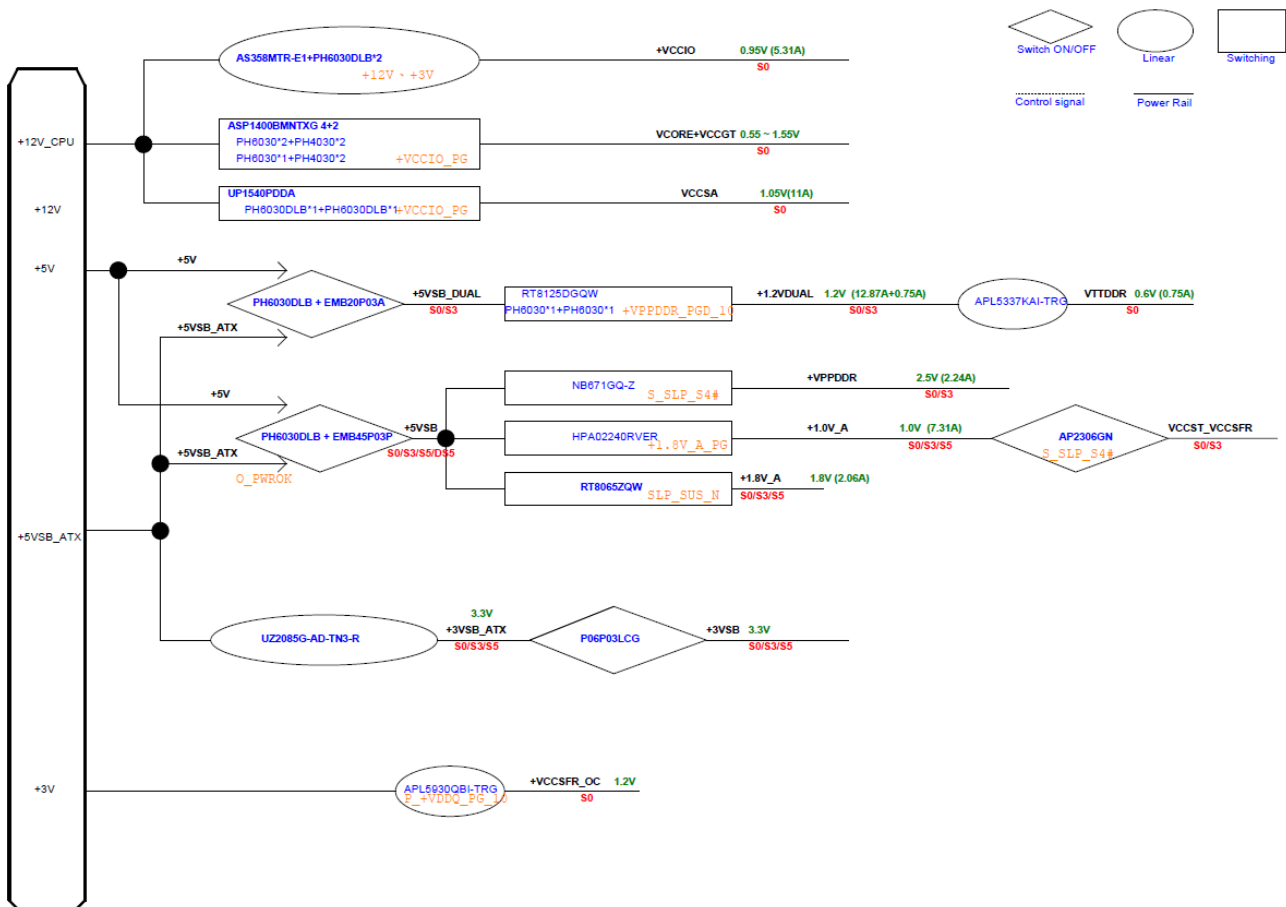 Switch ON/OFF
Linear
Switching
Control signal
Power Rail
+12V_CPU
+12V
+5V
+5VSB_ATX
+3V
AS358MTR-E1+PH6030DLB*2
+12V、+3V
+VCCIO 0.95V (5.31A)
S0
ASP1400BMNTXG 4+2
PH6030*2+PH4030*2
PH6030*1+PH4030*2 +VCCIO_PG
VCORE+VCCGT 0.55 ~ 1.55V
S0
UP1540PDDA
PH6030DLB*1+PH6030DLB*1 +VCCIO_PG
VCCSA 1.05V(11A)
S0
+5V
PH6030DLB + EMB20P03A
+5VSB_ATX
+5VSB_DUAL
S0/S3
RT8125DGQW
PH6030*1+PH6030*1 +VPPDDR_PGD_10
+1.2VDUAL 1.2V (12.87A+0.75A)
S0/S3
APL5337KAI-TRG
VTTDDR 0.6V (0.75A)
S0
+5V
PH6030DLB + EMB45P03P
+5VSB_ATX
O_PWROK
+5VSB
S0/S3/S5/DS5
NB671GQ-Z
S_SLP_S4#
+VPPDDR 2.5V (2.24A)
S0/S3
HPA02240RVER
+1.8V_A_PG
+1.0V_A 1.0V (7.31A)
S0/S3/S5
AP2306GN
S_SLP_S4#
VCCST_VCCSFR
S0/S3
RT8065ZQW SLP_SUS_N
+1.8V_A 1.8V (2.06A)
S0/S3/S5
UZ2085G-AD-TN3-R
3.3V
+3VSB_ATX
S0/S3/S5
P06P03LCG
+3VSB 3.3V
S0/S3/S5
APL5930QBI-TRG
P_+VDDQ_PG_10
+VCCSFR_OC 1.2V
S0